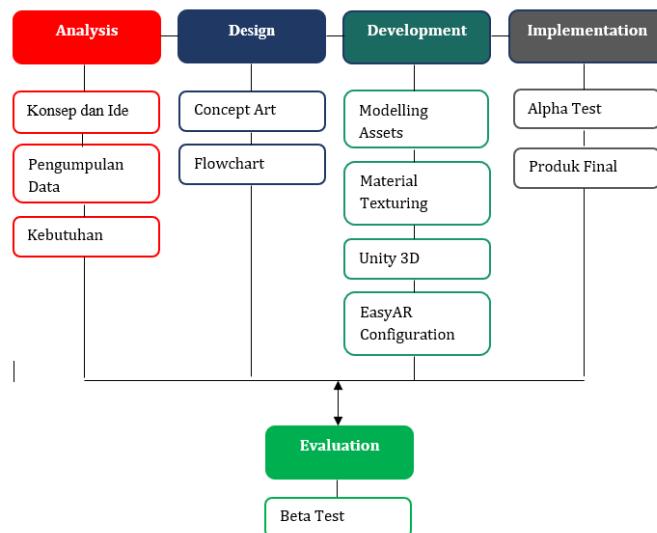 Analysis
Design
Development
Implementation
Konsep dan Ide
Pengumpulan
Data
Kebutuhan
Concept Art
Flowchart
Modelling
Assets
Material
Texturing
Unity 3D
EasyAR
Configuration
Alpha Test
Produk Final
Evaluation
Beta Test